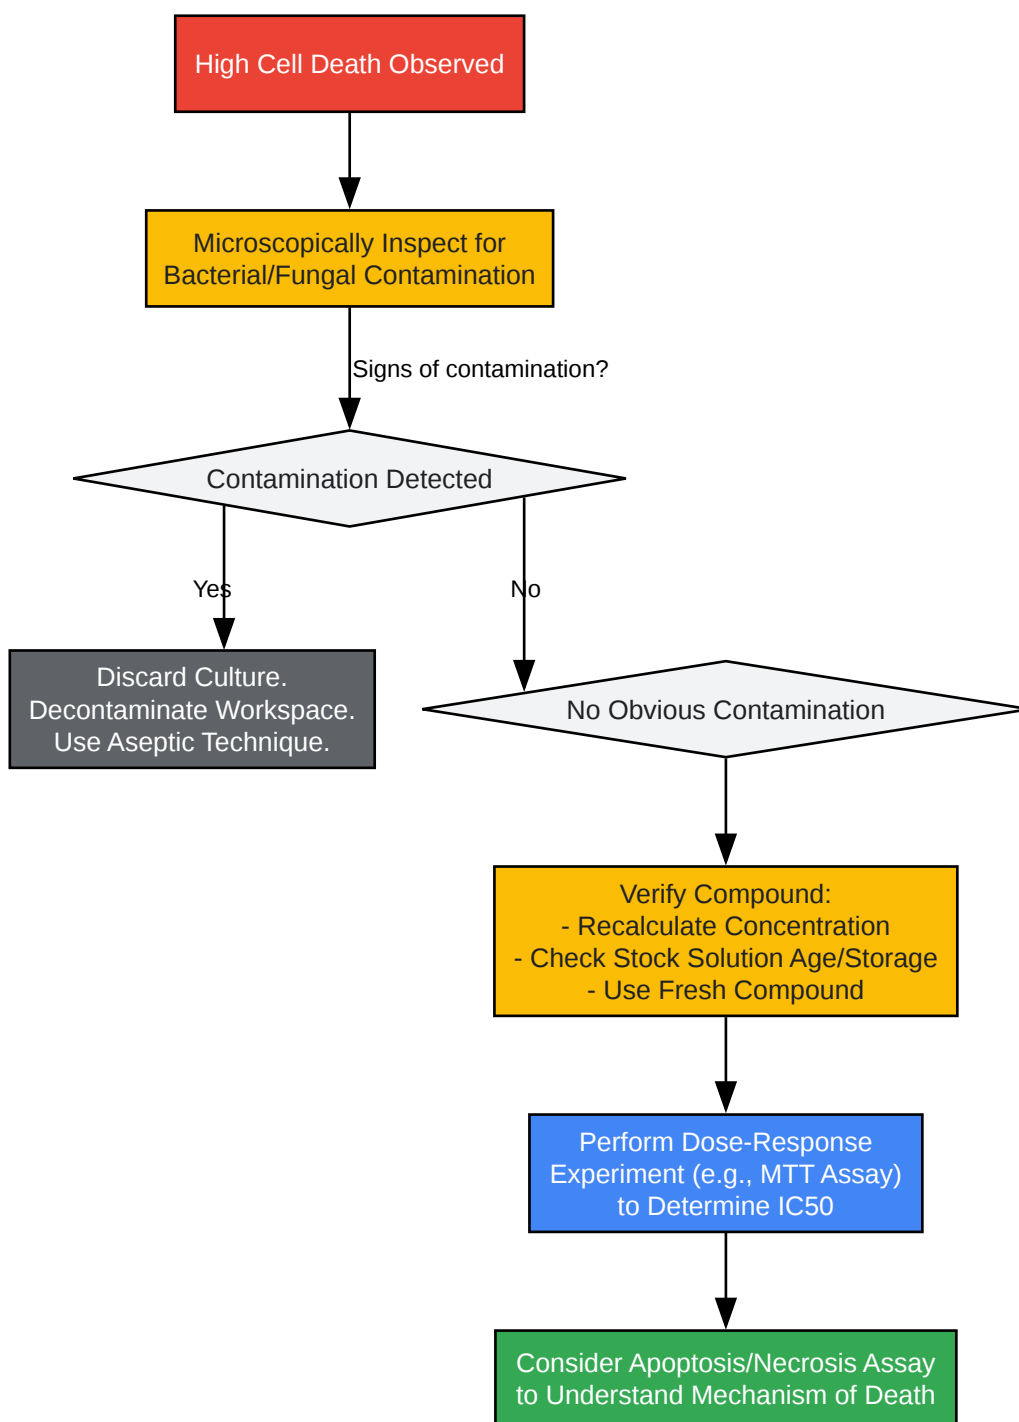 High Cell Death Observed
Microscopically Inspect for
Bacterial/Fungal Contamination
Signs of contamination?
Contamination Detected
Yes
No
Discard Culture.
Decontaminate Workspace.
Use Aseptic Technique.
No Obvious Contamination
Verify Compound:
- Recalculate Concentration
- Check Stock Solution Age/Storage
- Use Fresh Compound
Perform Dose-Response
Experiment (e.g., MTT Assay)
to Determine IC50
Consider Apoptosis/Necrosis Assay
to Understand Mechanism of Death